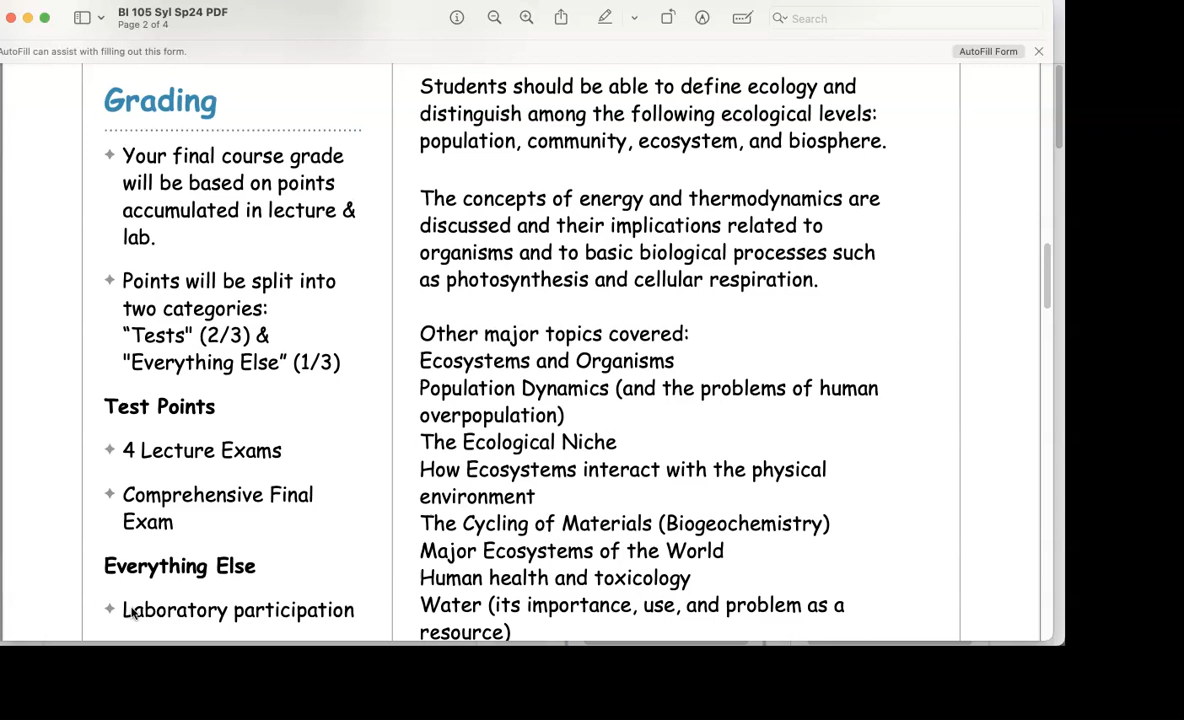 BI 105 Syl Sp24 PDF
Page 2 of 4
Search
AutoFill can assist with filling out this form.
AutoFill Form
Grading
Your final course grade
will be based on points
accumulated in lecture &
lab.
Points will be split into
two categories:
“Tests" (2/3) &
"Everything Else” (1/3)
Test Points
4 Lecture Exams
Comprehensive Final
Exam
Everything Else
Laboratory participation
Students should be able to define ecology and
distinguish among the following ecological levels:
population, community, ecosystem, and biosphere.
The concepts of energy and thermodynamics are
discussed and their implications related to
organisms and to basic biological processes such
as photosynthesis and cellular respiration.
Other major topics covered:
Ecosystems and Organisms
Population Dynamics (and the problems of human
overpopulation)
The Ecological Niche
How Ecosystems interact with the physical
environment
The Cycling of Materials (Biogeochemistry)
Major Ecosystems of the World
Human health and toxicology
Water (its importance, use, and problem as a
resource)